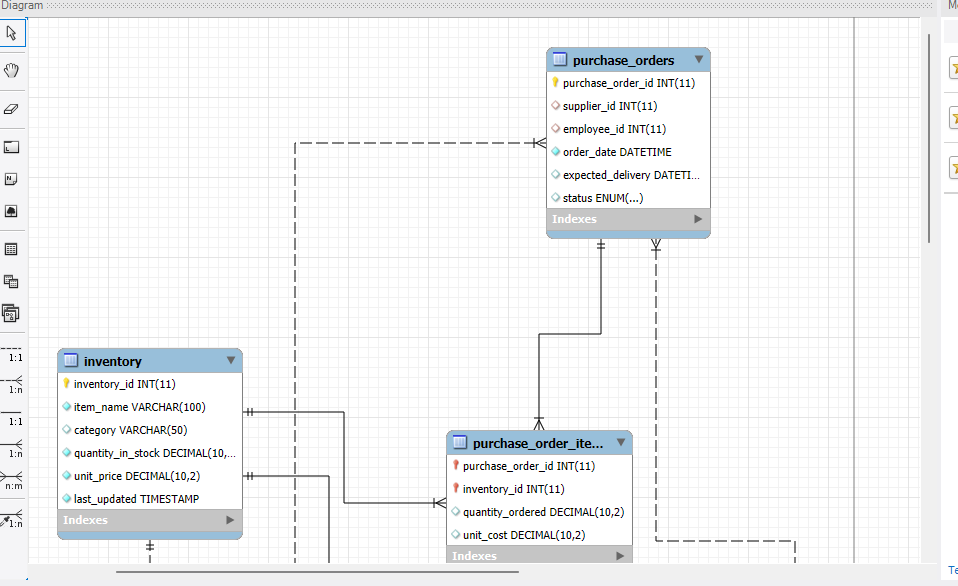 Diagram
M
purchase_orders
purchase_order_id INT(11)
supplier_id INT(11)
employee_id INT(11)
order_date DATETIME
expected_delivery DATETI...
status ENUM(...)
Indexes
inventory
inventory_id INT(11)
item_name VARCHAR(100)
category VARCHAR(50)
quantity_in_stock DECIMAL(10,...
unit_price DECIMAL(10,2)
last_updated TIMESTAMP
Indexes
purchase_order_ite...
purchase_order_id INT(11)
inventory_id INT(11)
quantity_ordered DECIMAL(10,2)
unit_cost DECIMAL(10,2)
Indexes
1:1
1:n
1:1
1:n
n:m
1:n
Te